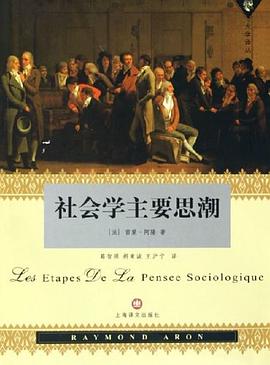 社会学主要思潮
[法] 雷蒙·阿隆 著
葛智强 胡秉诚 王沪宁 译
Les Etapes De La Pensee Sociologique
上海译文出版社
RAYMOND ARON